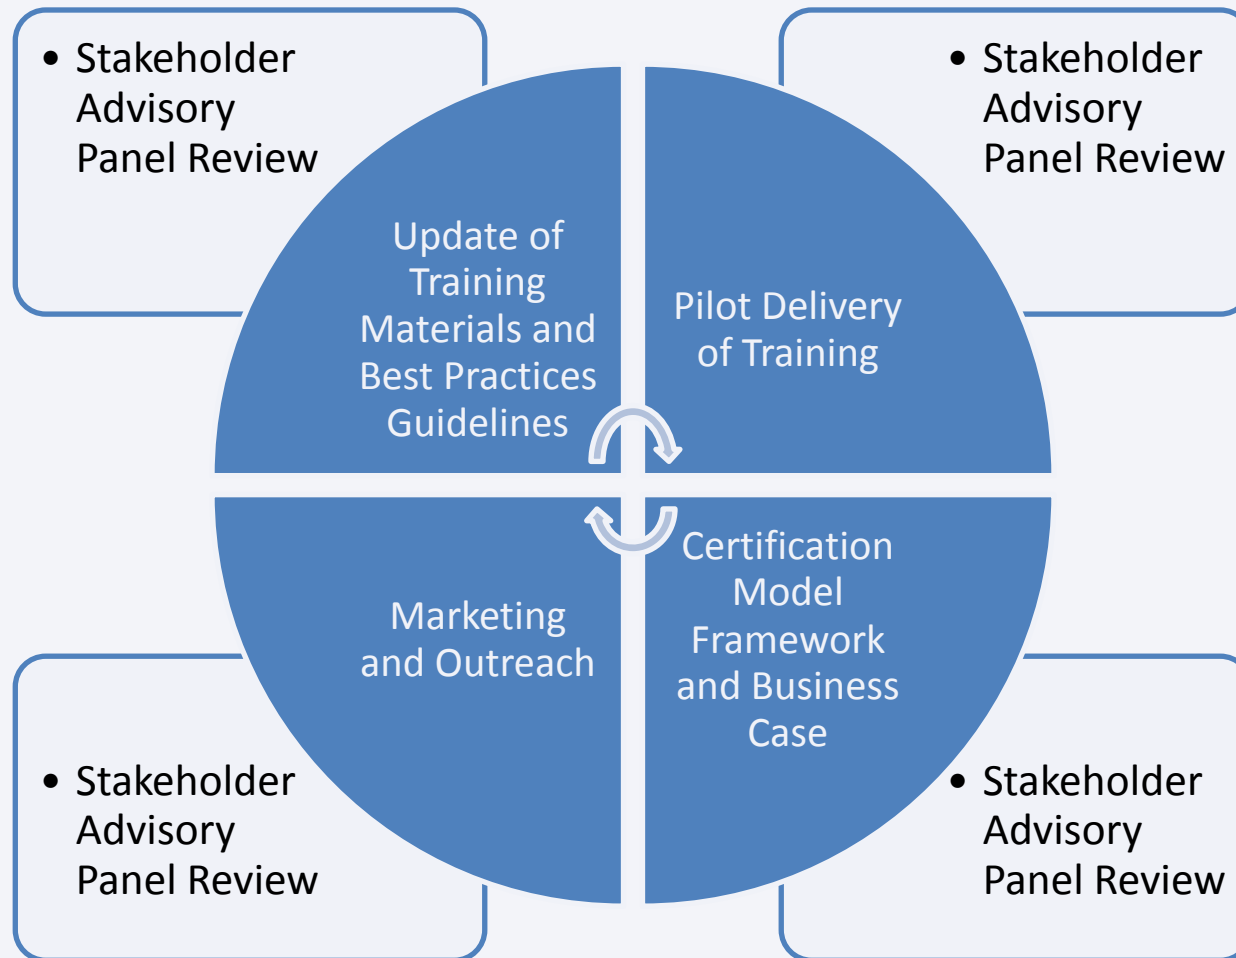 • Stakeholder
Advisory
Panel Review
• Stakeholder
Advisory
Panel Review
Update of
Training
Materials and
Best Practices
Guidelines
Pilot Delivery
of Training
Marketing
and Outreach
Certification
Model
Framework
and Business
Case
• Stakeholder
Advisory
Panel Review
• Stakeholder
Advisory
Panel Review